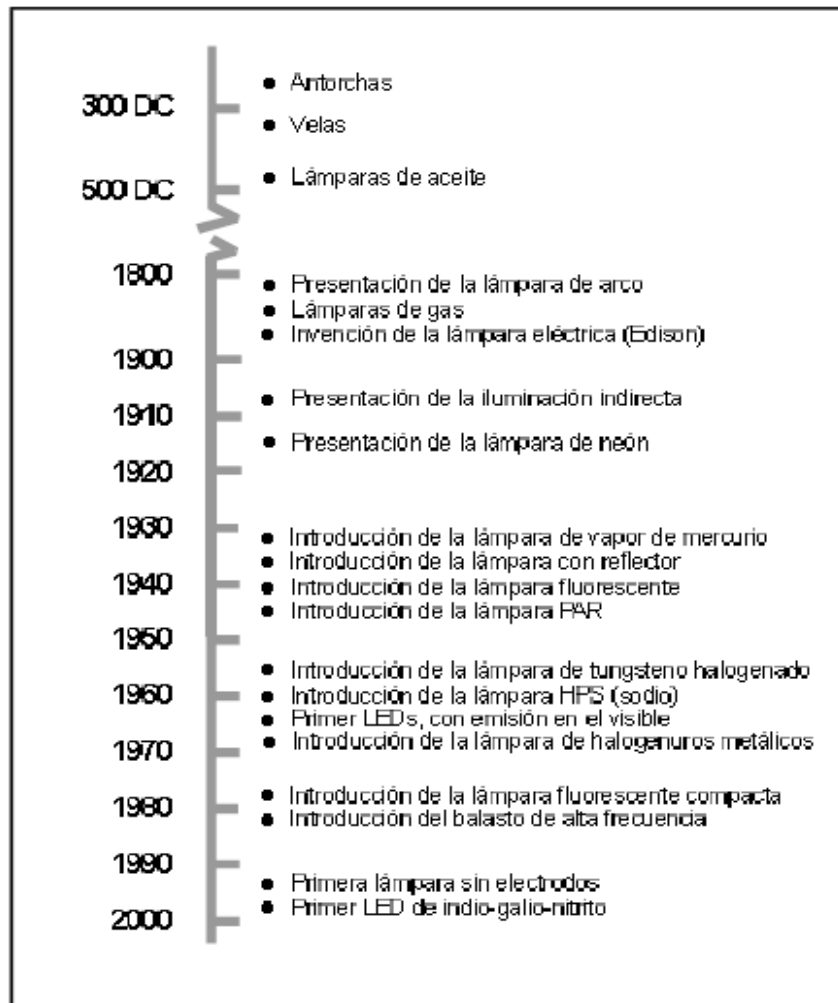 Antorchas
300 DC
Velas
500 DC
Lámparas de aceite
1800
Presentación de la lámpara de arco
Lámparas de gas
Invención de la lámpara eléctrica (Edison)
1900
Presentación de la iluminación indirecta
1910
Presentación de la lámpara de neón
1920
1930
Introducción de la lámpara de vapor de mercurio
Introducción de la lámpara con reflector
1940
Introducción de la lámpara fluorescente
Introducción de la lámpara PAR
1950
Introducción de la lámpara de tungsteno halogenado
1960
Introducción de la lámpara HPS (sodio)
Primer LEDs, con emisión en el visible
Introducción de la lámpara de halogenuros metálicos
1970
Introducción de la lámpara fluorescente compacta
1980
Introducción del balasto de alta frecuencia
1990
Primera lámpara sin electrodos
Primer LED de indio-galio-nitrito
2000